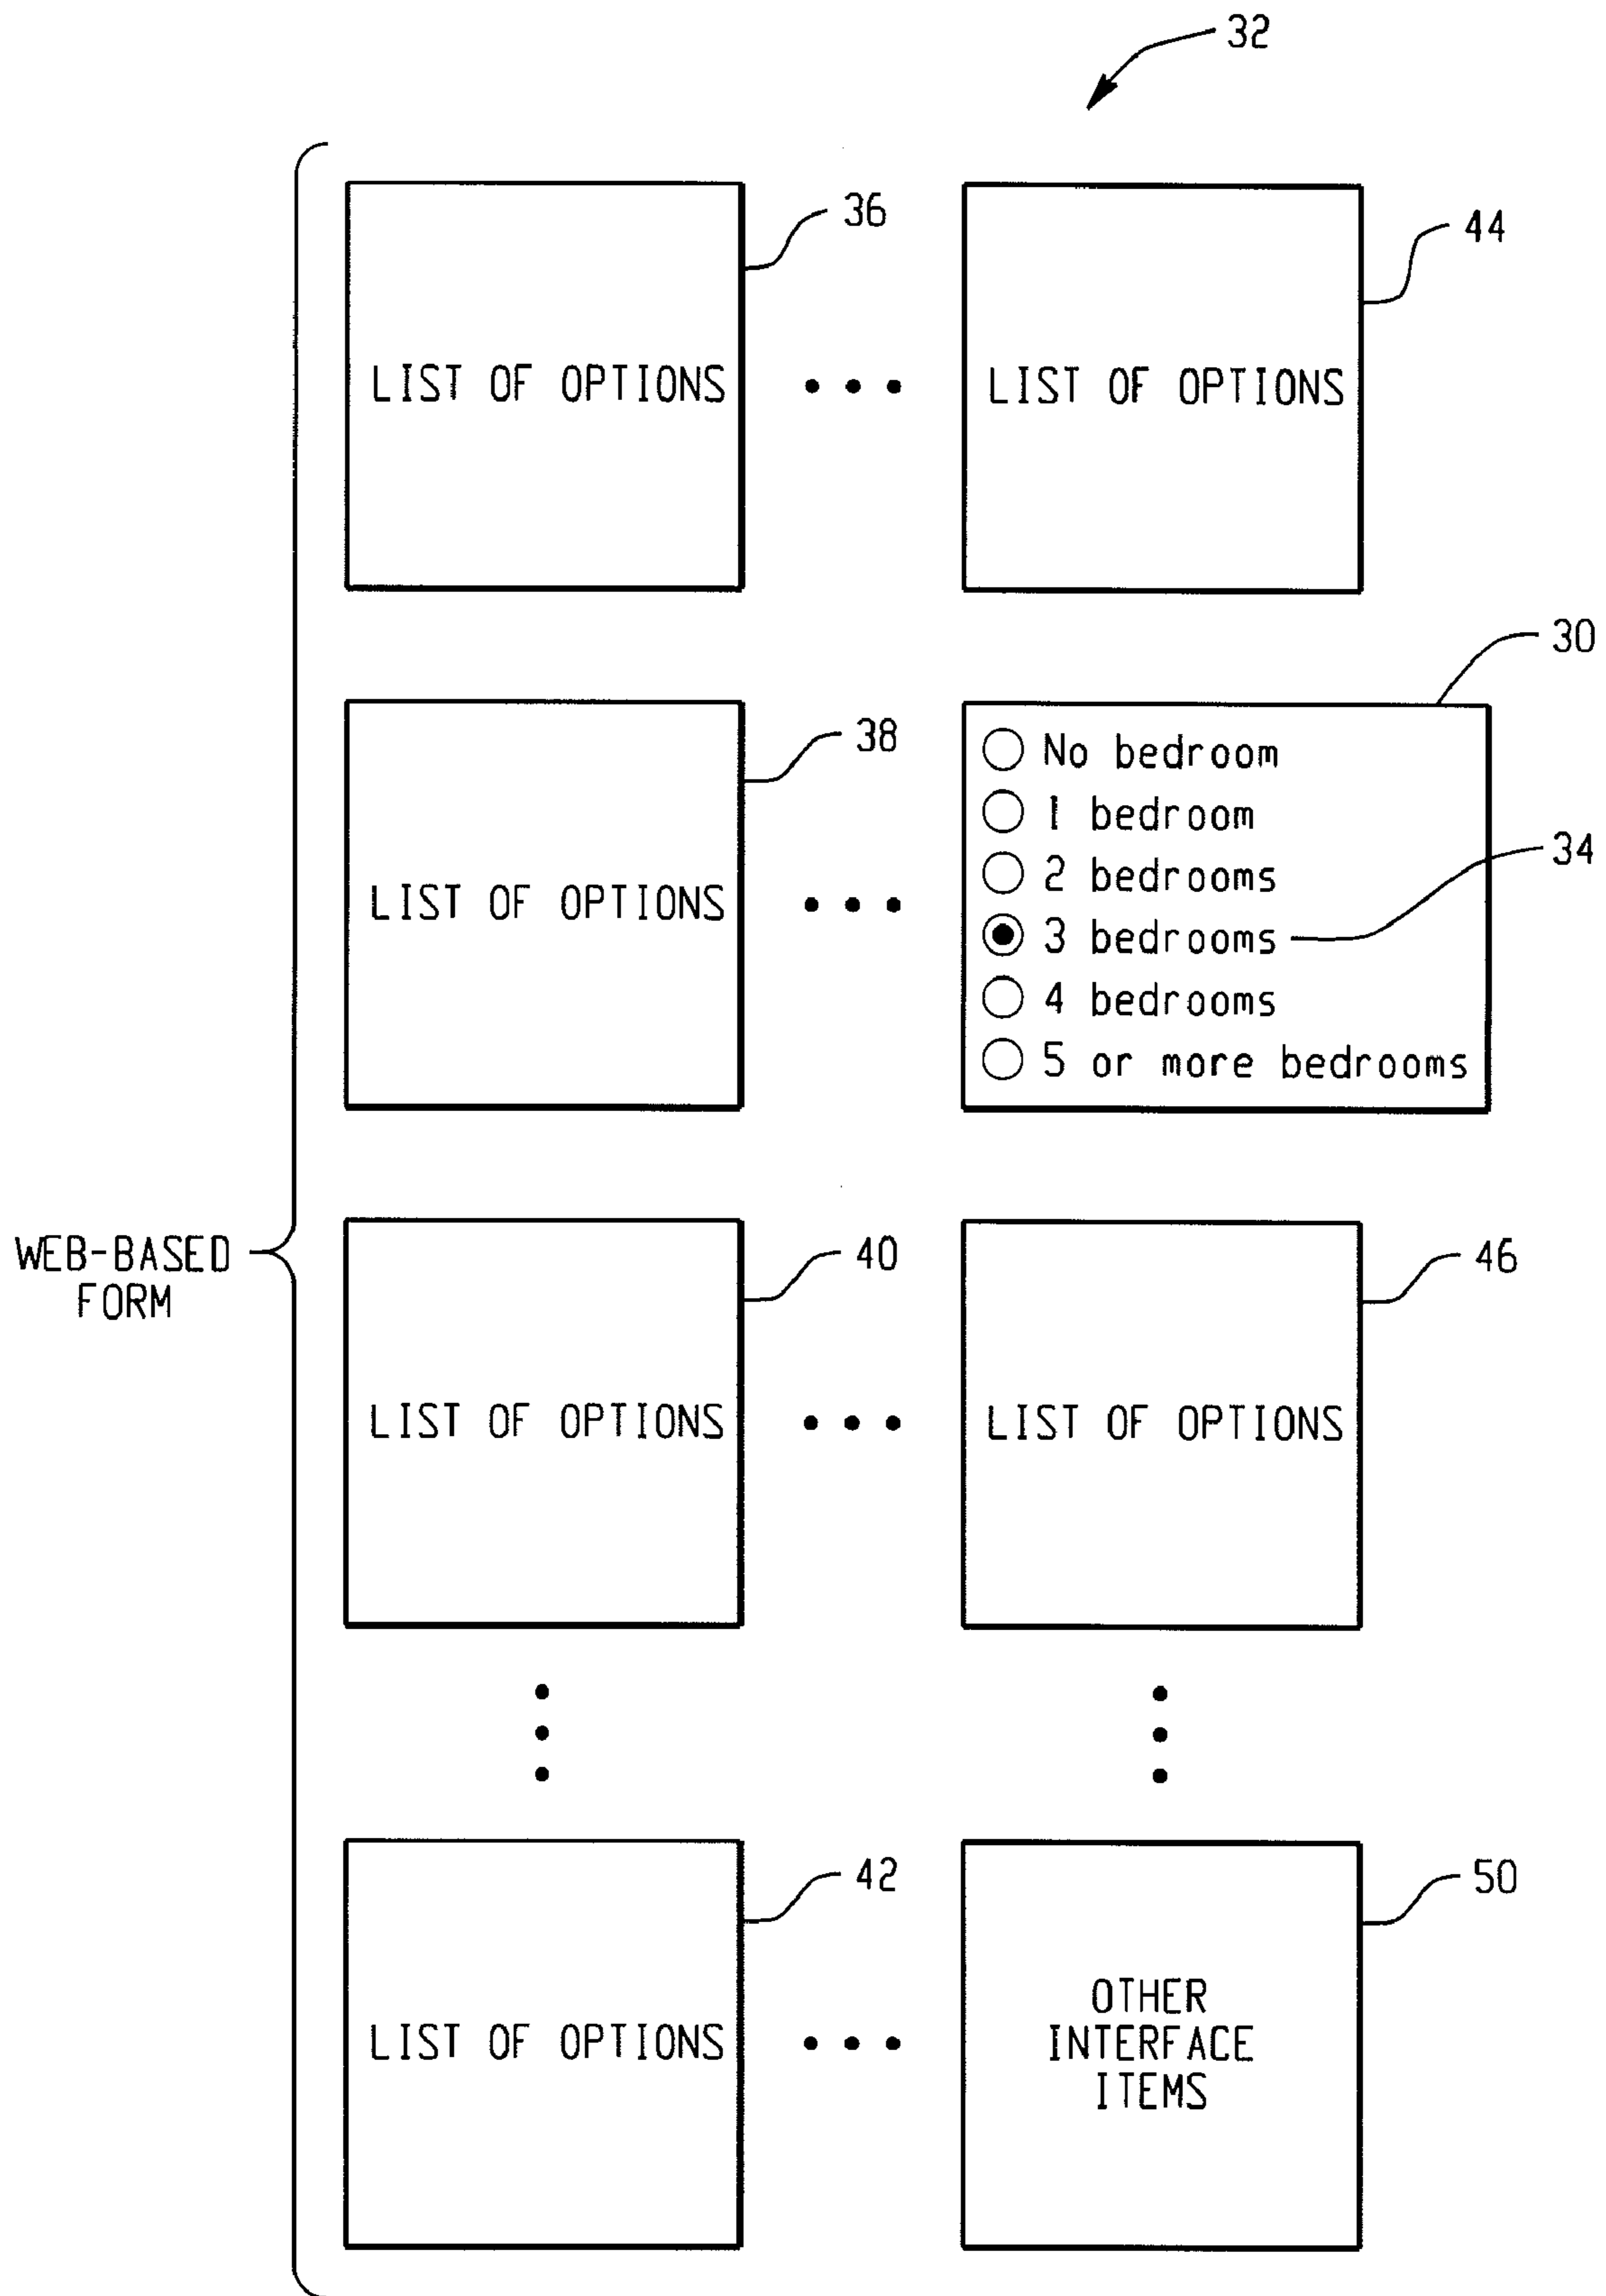 32
36
44
LIST OF OPTIONS
LIST OF OPTIONS
30
38
No bedroom
1 bedroom
2 bedrooms
34
3 bedrooms
4 bedrooms
5 or more bedrooms
LIST OF OPTIONS
WEB-BASED
FORM
40
46
LIST OF OPTIONS
LIST OF OPTIONS
42
50
LIST OF OPTIONS
OTHER
INTERFACE
ITEMS